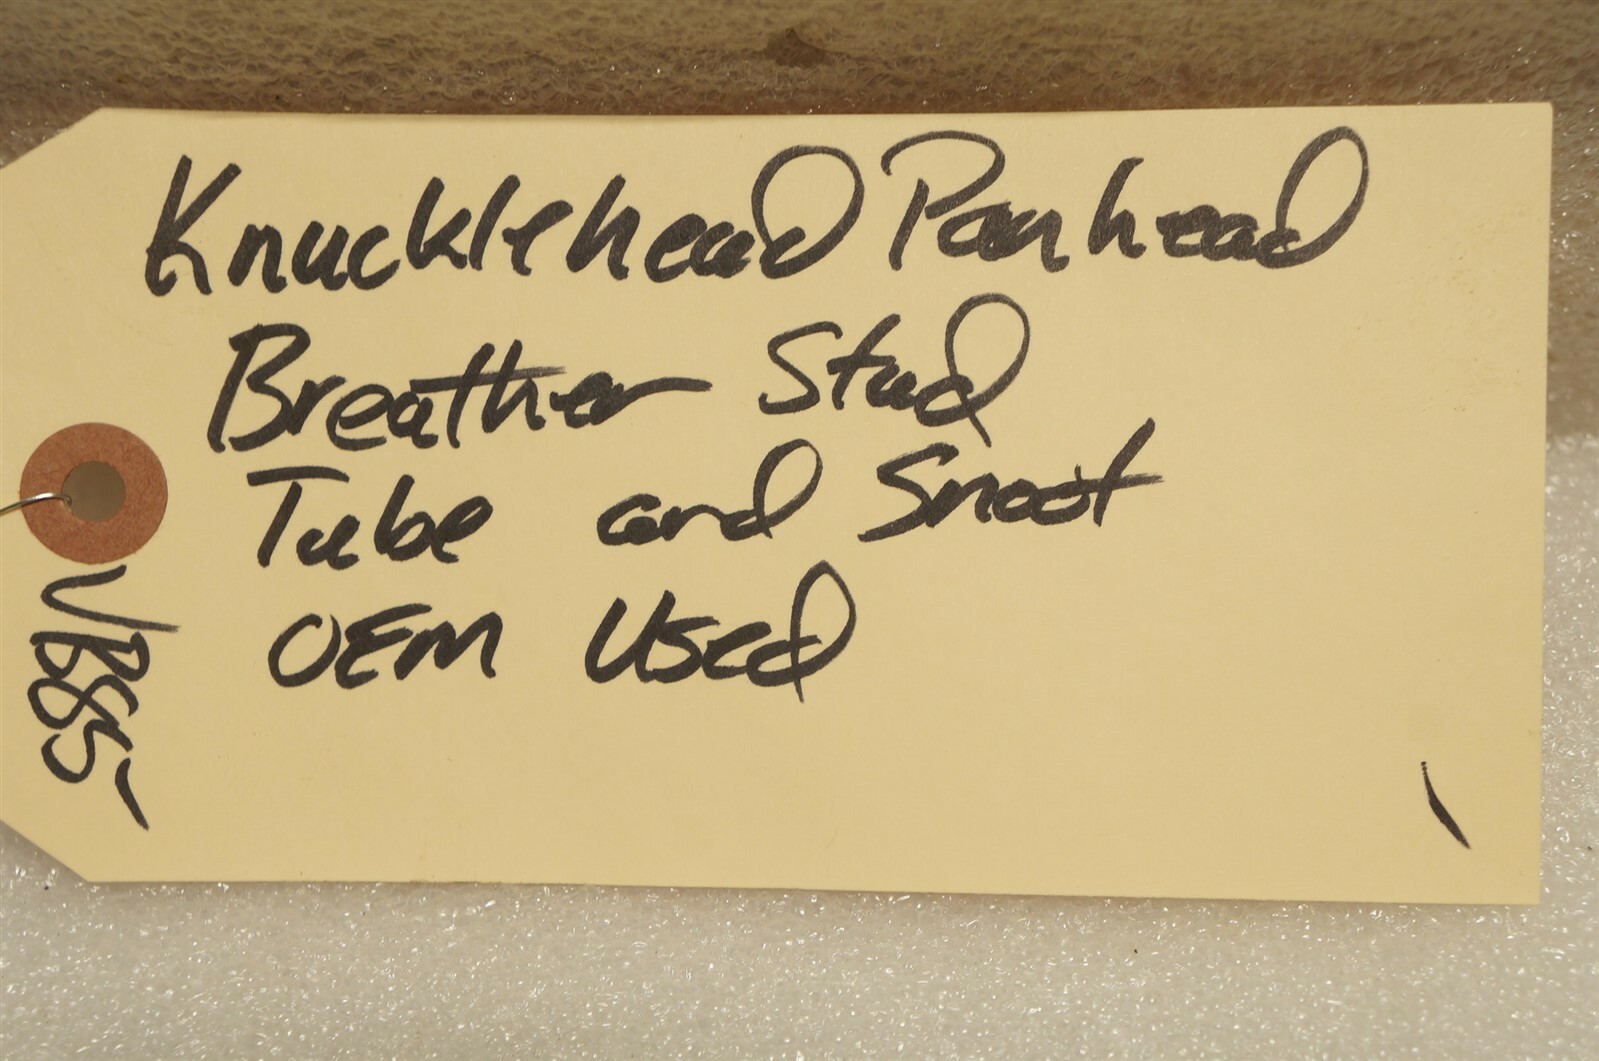 Knucklehead Panhead
Breather Stud
Tube and Snoot
OEM Used
VB85